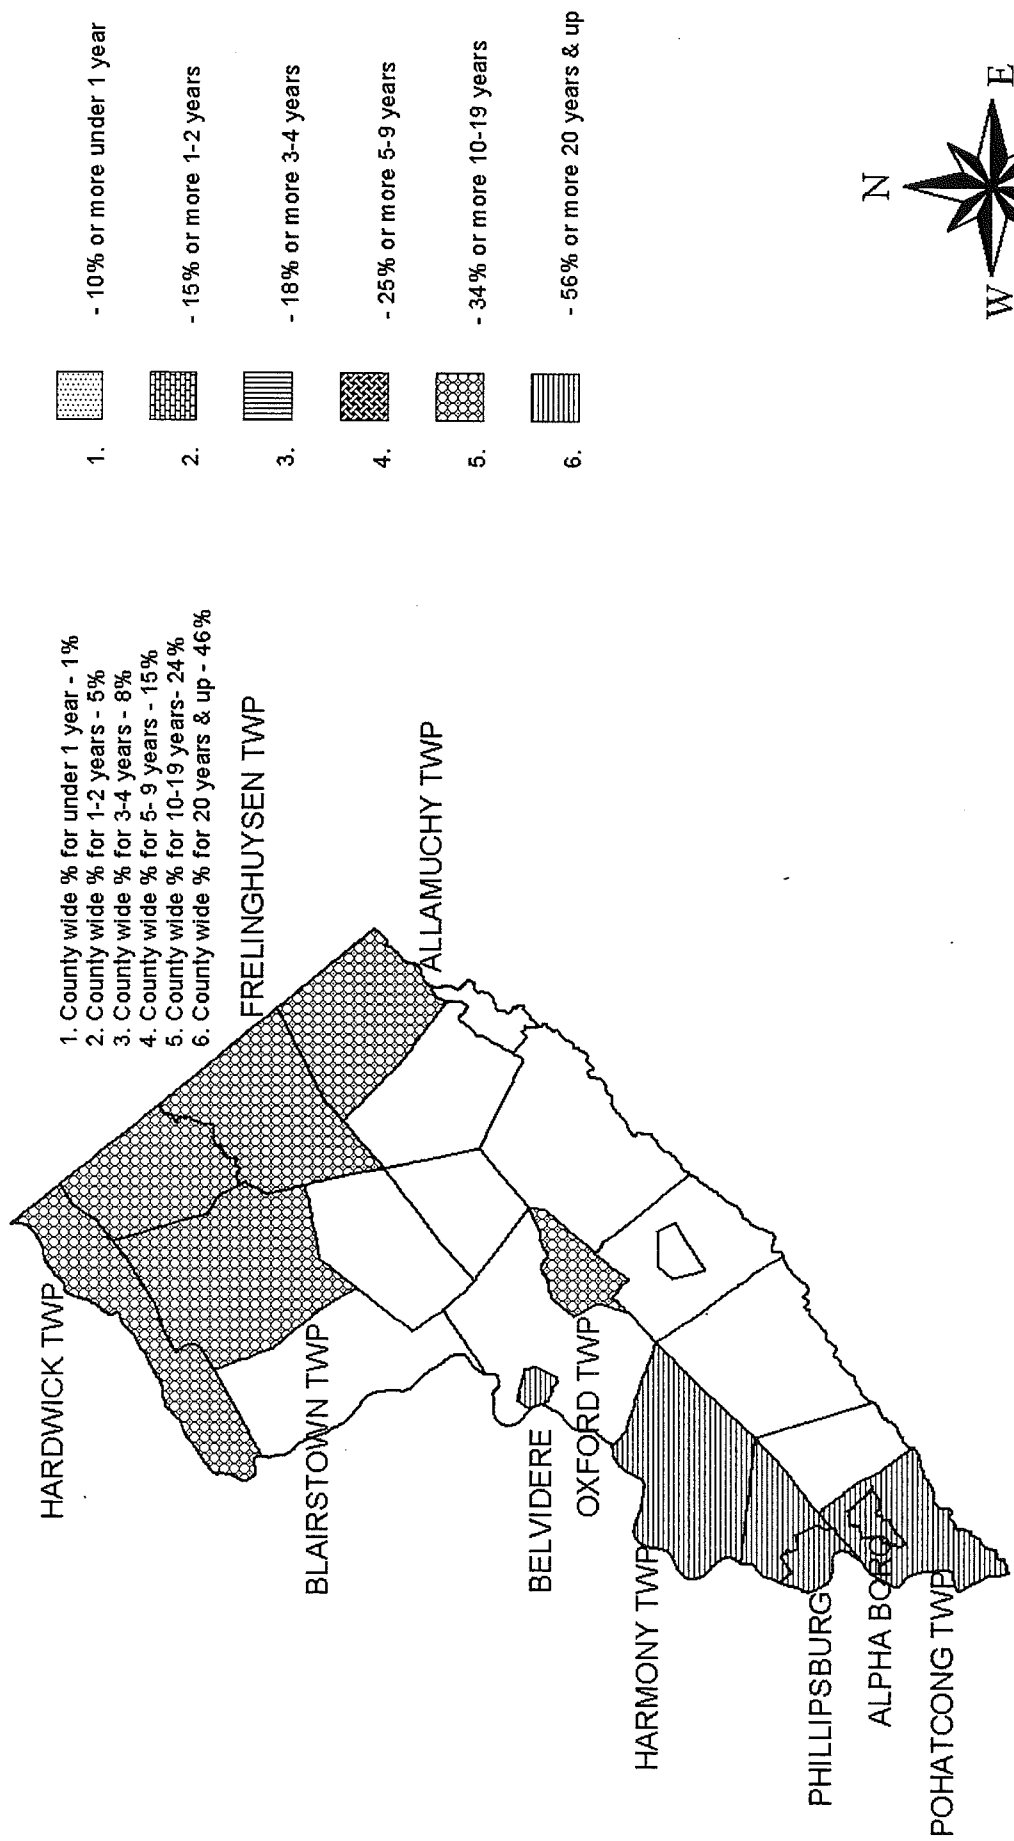 1. County wide % for under 1 year - 1%
2. County wide % for 1-2 years - 5%
3. County wide % for 3-4 years - 8%
4. County wide % for 5- 9 years - 15%
5. County wide % for 10-19 years- 24%
6. County wide % for 20 years & up - 46%
1. - 10% or more under 1 year
2. - 15% or more 1-2 years
3. - 18% or more 3-4 years
4. - 25% or more 5-9 years
5. - 34% or more 10-19 years
6. - 56% or more 20 years & up
HARDWICK TWP
FRELINGHUYSEN TWP
BLAIRSTOWN TWP
ALLAMUCHY TWP
BELVIDERE
OXFORD TWP
HARMONY TWP
PHILLIPSBURG
ALPHA BORO
POHATCONG TWP
N
W
E